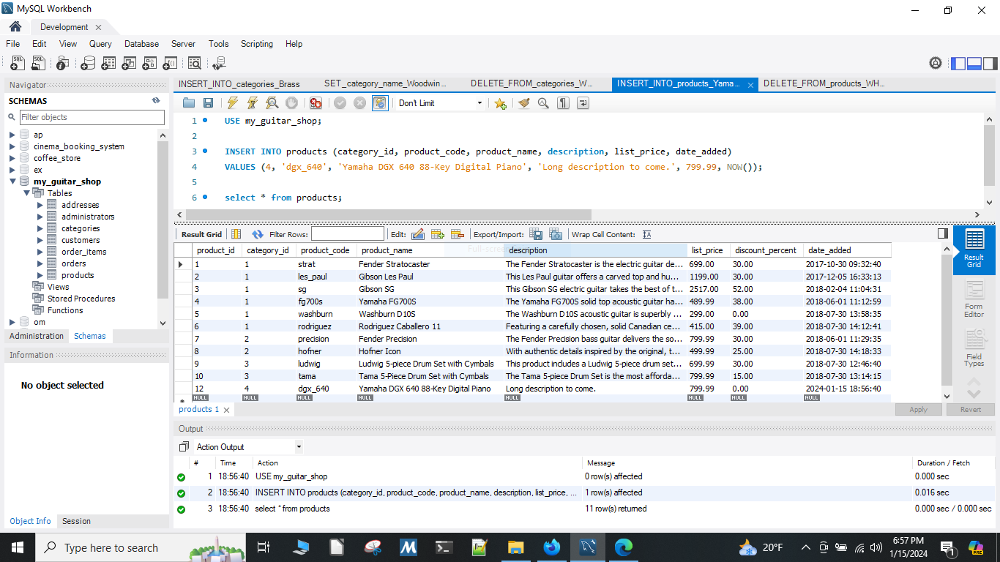 MySQL Workbench
Development
File Edit View Query Database Server Tools Scripting Help
Navigator
SCHEMAS
Filter objects
ap
cinema_booking_system
coffee_store
ex
my_guitar_shop
Tables
addresses
administrators
categories
customers
order_items
orders
products
Views
Stored Procedures
Functions
om
Administration Schemas
Information
No object selected
Object Info Session
INSERT_INTO_categories_Brass SET_category_name_Woodwin... DELETE_FROM_categories_W... INSERT_INTO_products_Yama... DELETE_FROM_products_WH...
Don't Limit
1 USE my_guitar_shop;
2
3 INSERT INTO products (category_id, product_code, product_name, description, list_price, date_added)
4 VALUES (4, 'dgx_640', 'Yamaha DGX 640 88-Key Digital Piano', 'Long description to come.', 799.99, NOW());
5
6 select * from products;
Result Grid Filter Rows: Edit: Export/Import: Wrap Cell Content:
product_id category_id product_code product_name description list_price discount_percent date_added
1 1 strat Fender Stratocaster The Fender Stratocaster is the electric guitar de... 699.00 30.00 2017-10-30 09:32:40
2 1 les_paul Gibson Les Paul This Les Paul guitar offers a carved top and hu... 1199.00 30.00 2017-12-05 16:33:13
3 1 sg Gibson SG This Gibson SG electric guitar takes the best of t... 2517.00 52.00 2018-02-04 11:04:31
4 1 fg700s Yamaha FG700S The Yamaha FG700S solid top acoustic guitar ha... 489.99 38.00 2018-06-01 11:12:59
5 1 washburn Washburn D10S The Washburn D10S acoustic guitar is superbly ... 299.00 0.00 2018-07-30 13:58:35
6 1 rodriguez Rodriguez Caballero 11 Featuring a carefully chosen, solid Canadian ce... 415.00 39.00 2018-07-30 14:12:41
7 2 precision Fender Precision The Fender Precision bass guitar delivers the so... 799.99 30.00 2018-06-01 11:29:35
8 2 hofner Hofner Icon With authentic details inspired by the original, t... 499.99 25.00 2018-07-30 14:18:33
9 3 ludwig Ludwig 5-piece Drum Set with Cymbals This product includes a Ludwig 5-piece drum set... 699.99 30.00 2018-07-30 12:46:40
10 3 tama Tama 5-Piece Drum Set with Cymbals The Tama 5-piece Drum Set is the most afforda... 799.99 15.00 2018-07-30 13:14:15
12 4 dgx_640 Yamaha DGX 640 88-Key Digital Piano Long description to come. 799.99 0.00 2024-01-15 18:56:40
NULL NULL NULL NULL NULL NULL NULL NULL
Result Grid
Form Editor
Field Types
products 1 Apply Revert
Output
Action Output
# Time Action Message Duration / Fetch
1 18:56:40 USE my_guitar_shop 0 row(s) affected 0.000 sec
2 18:56:40 INSERT INTO products (category_id, product_code, product_name, description, list_price, ... 1 row(s) affected 0.016 sec
3 18:56:40 select * from products 11 row(s) returned 0.000 sec / 0.000 sec
Type here to search
20°F
6:57 PM
1/15/2024
1